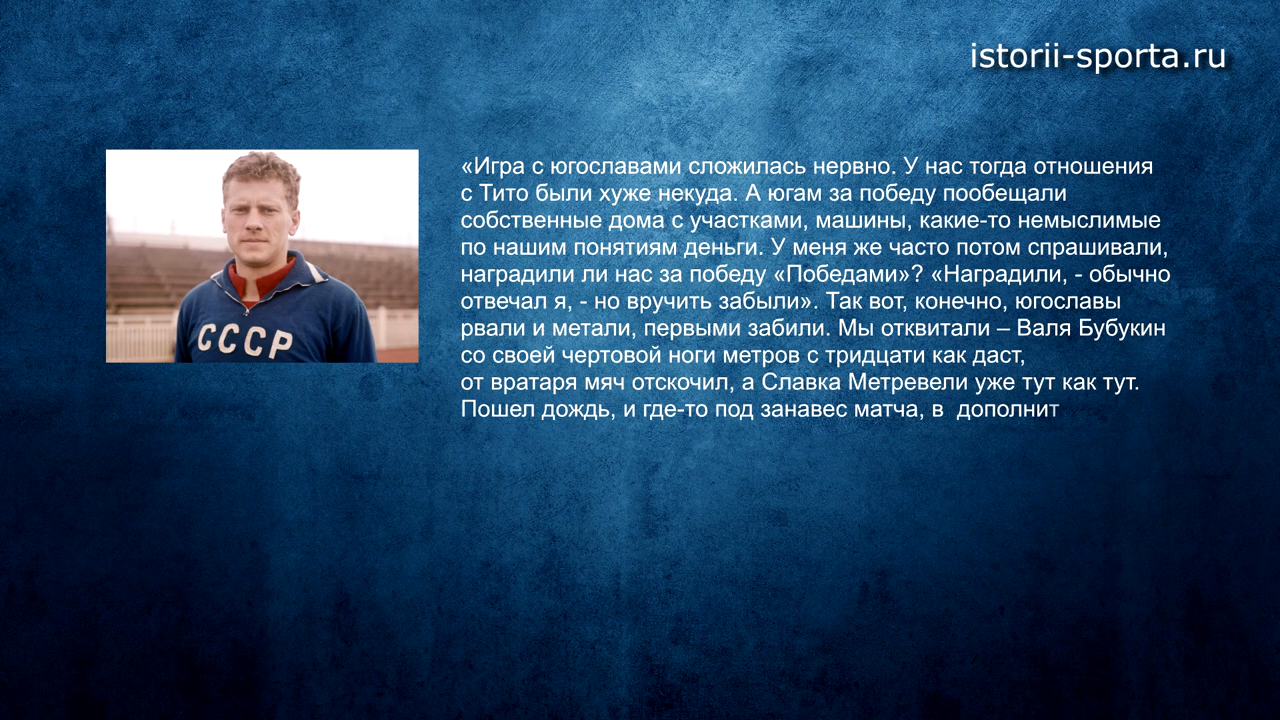 istorii-sporta.ru
«Игра с югославами сложилась нервно. У нас тогда отношения
с Тито были хуже некуда. А югам за победу пообещали
собственные дома с участками, машины, какие-то немыслимые
по нашим понятиям деньги. У меня же часто потом спрашивали,
наградили ли нас за победу «Победами»? «Наградили, - обычно
отвечал я, - но вручить забыли». Так вот, конечно, югославы
рвали и метали, первыми забили. Мы отквитали – Валя Бубукин
со своей чертовой ноги метров с тридцати как даст,
от вратаря мяч отскочил, а Славка Метревели уже тут как тут.
Пошел дождь, и где-то под занавес матча, в  дополнит
СССР